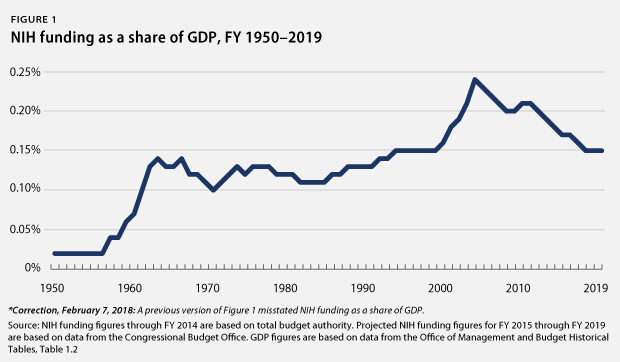 FIGURE 1
NIH funding as a share of GDP, FY 1950–2019
0.25%
0.20%
0.15%
0.10%
0.05%
0%
1950 1960 1970 1980 1990 2000 2010 2019
*Correction, February 7, 2018: A previous version of Figure 1 misstated NIH funding as a share of GDP.
Source: NIH funding figures through FY 2014 are based on total budget authority. Projected NIH funding figures for FY 2015 through FY 2019
are based on data from the Congressional Budget Office. GDP figures are based on data from the Office of Management and Budget Historical
Tables, Table 1.2